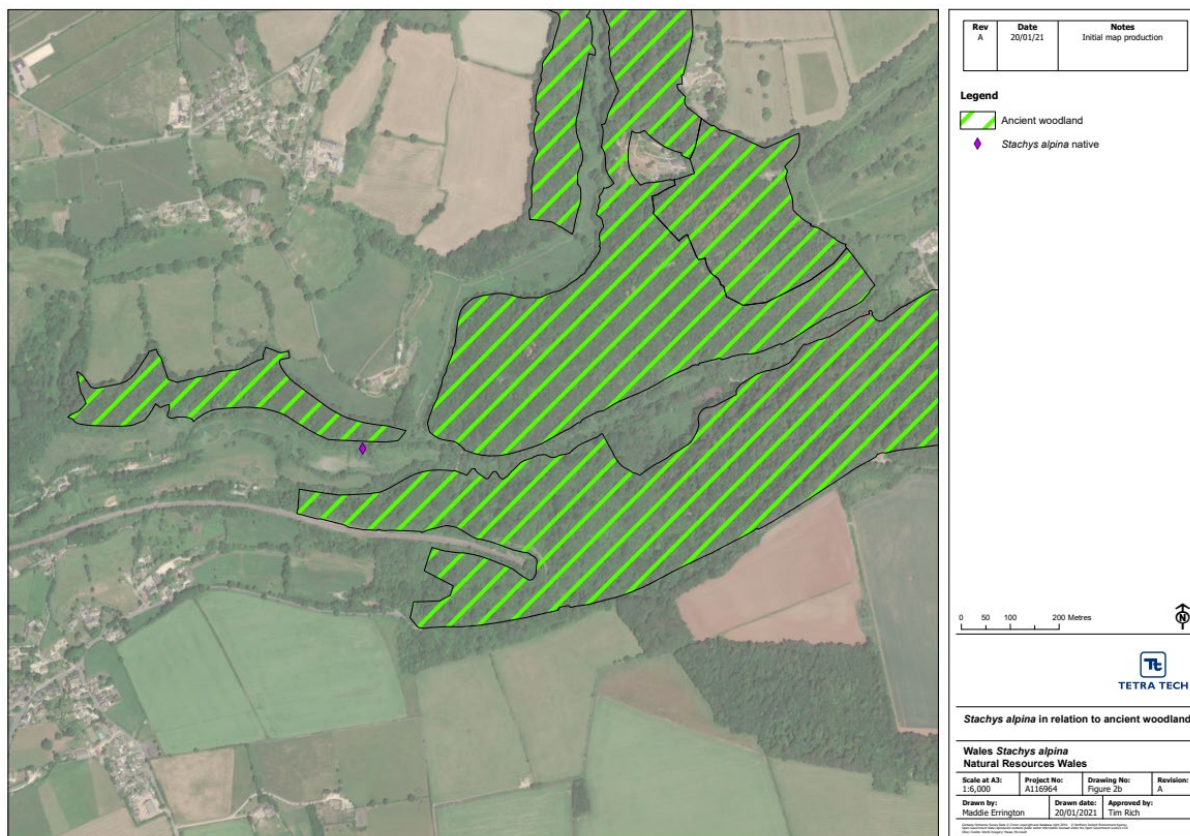 Rev Date Notes
A 20/01/21 Initial map production
Legend
Ancient woodland
Stachys alpina native
0 50 100 200 Metres
N
Tt
TETRA TECH
Stachys alpina in relation to ancient woodland
Wales Stachys alpina
Natural Resources Wales
Scale at A3: Project No: Drawing No: Revision:
1:6,000 A116964 Figure 2b A
Drawn by: Drawn date: Approved by:
Maddie Errington 20/01/2021 Tim Rich